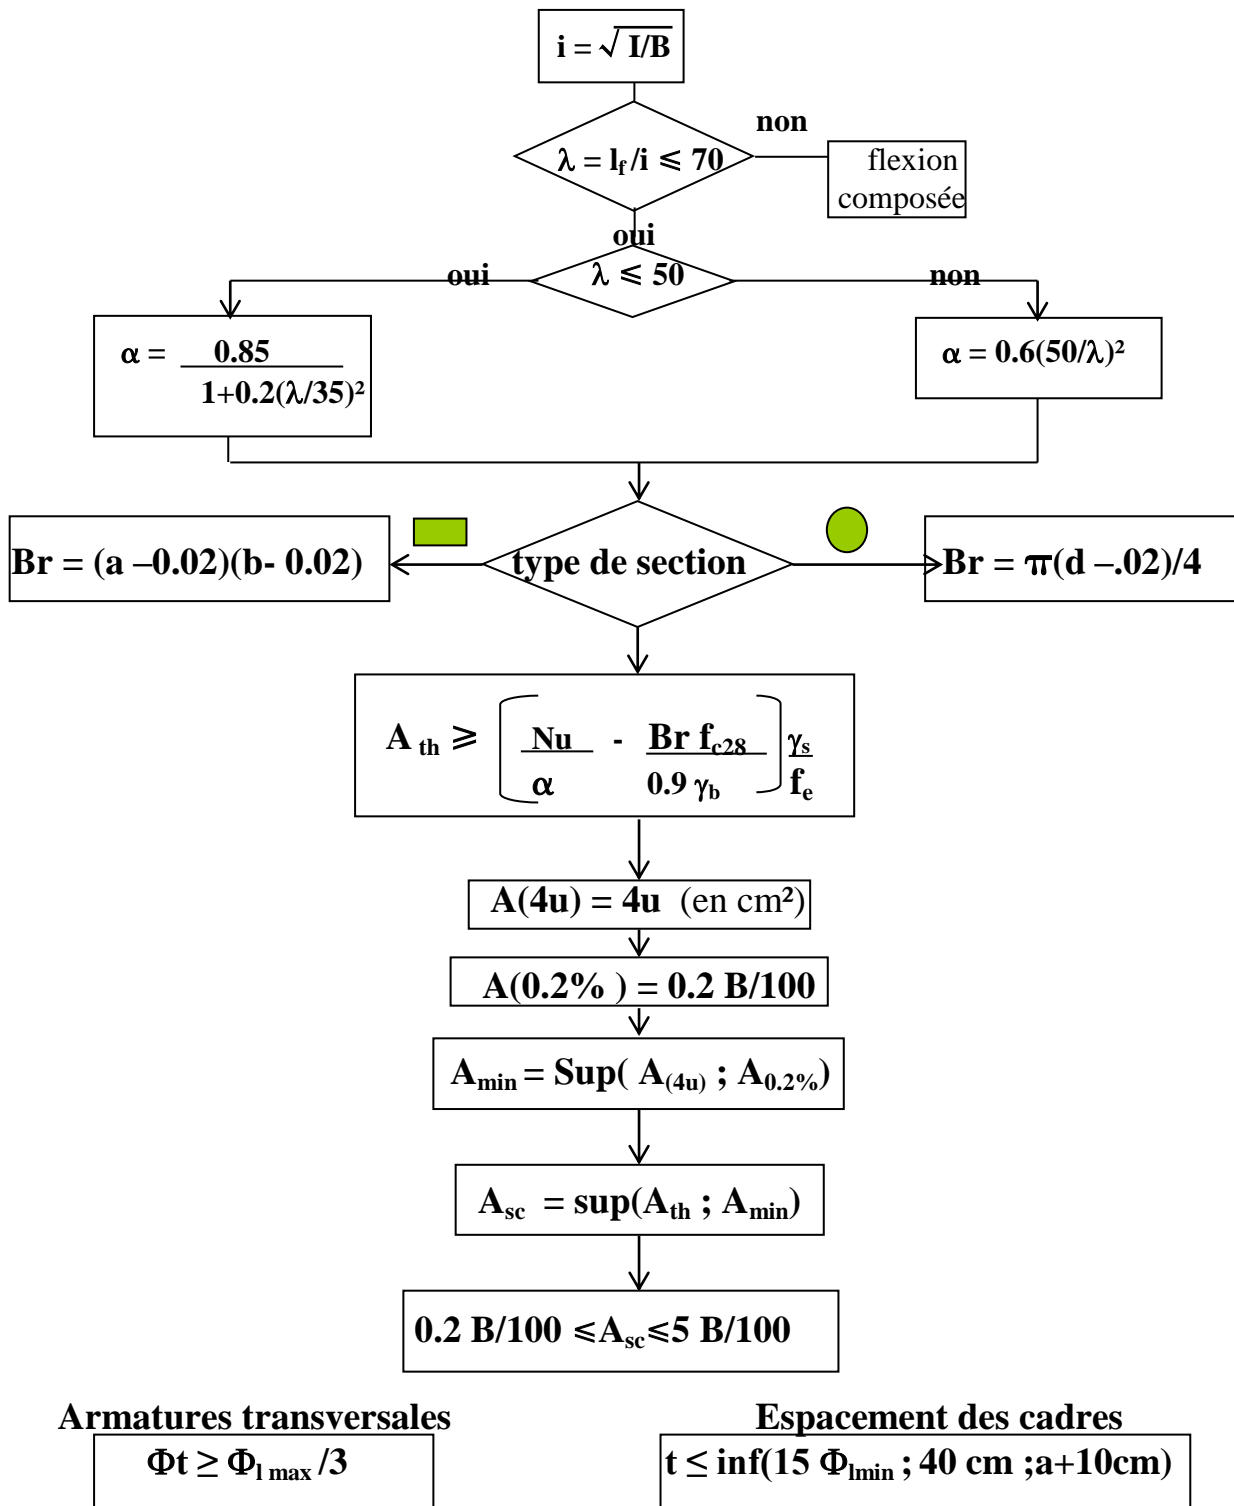 i = √ I/B
non
λ = lf /i ⩽ 70
flexion
composée
oui
λ ⩽ 50
oui
non
α = 0.85
1+0.2(λ/35)²
α = 0.6(50/λ)²
Br = (a –0.02)(b- 0.02)
type de section
Br = π(d –.02)/4
A th ⩾ Nu - Br fc28 γs
α 0.9 γb fe
A(4u) = 4u (en cm²)
A(0.2% ) = 0.2 B/100
Amin = Sup( A(4u) ; A0.2%)
Asc = sup(Ath ; Amin)
0.2 B/100 ⩽Asc⩽5 B/100
Armatures transversales
Φt ≥ Φl max /3
Espacement des cadres
t ≤ inf(15 Φlmin ; 40 cm ;a+10cm)